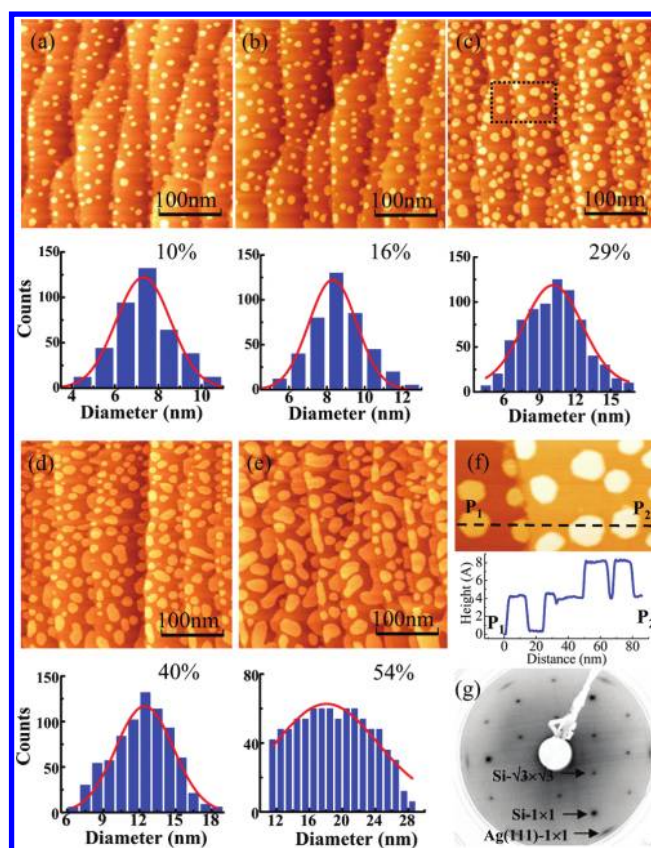 (a) (b) (c)
100nm 100nm 100nm
10% 16% 29%
Counts
150 100 50 0
150 100 50 0
150 100 50 0
4 6 8 10
6 8 10 12
6 9 12 15
Diameter (nm) Diameter (nm) Diameter (nm)
(d) (e) (f)
P1 P2
100nm 100nm
Height (A)
8 4 0
P1 P2
0 20 40 60 80
Distance (nm)
40% 54%
150 100 50 0
80 60 40 20 0
6 9 12 15 18
12 16 20 24 28
Diameter (nm) Diameter (nm)
(g)
Si-√3×√3
Si-1×1
Ag(111)-1×1